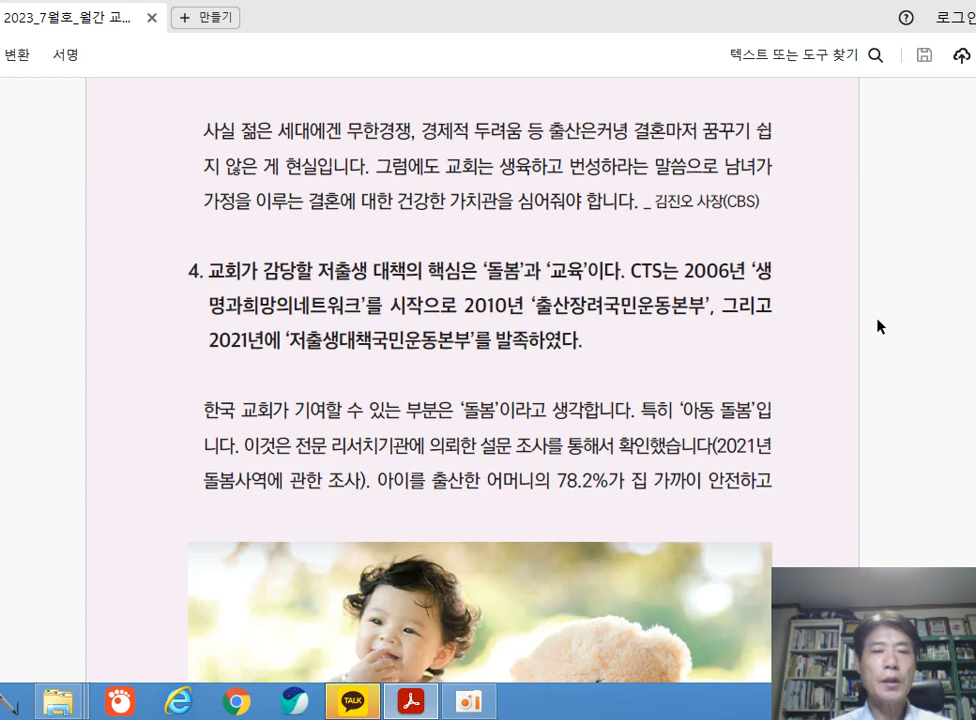 2023_7월호_월간 교...
만들기
변환
서명
텍스트 또는 도구 찾기
사실 젊은 세대에겐 무한경쟁, 경제적 두려움 등 출산은커녕 결혼마저 꿈꾸기 쉽
지 않은 게 현실입니다. 그럼에도 교회는 생육하고 번성하라는 말씀으로 남녀가
가정을 이루는 결혼에 대한 건강한 가치관을 심어줘야 합니다. _ 김진오 사장(CBS)
4. 교회가 감당할 저출생 대책의 핵심은 ‘돌봄’과 ‘교육’이다. CTS는 2006년 ‘생
명과희망의네트워크’를 시작으로 2010년 ‘출산장려국민운동본부’, 그리고
2021년에 ‘저출생대책국민운동본부’를 발족하였다.
한국 교회가 기여할 수 있는 부분은 ‘돌봄’이라고 생각합니다. 특히 ‘아동 돌봄’입
니다. 이것은 전문 리서치기관에 의뢰한 설문 조사를 통해서 확인했습니다(2021년
돌봄사역에 관한 조사). 아이를 출산한 어머니의 78.2%가 집 가까이 안전하고
TALK